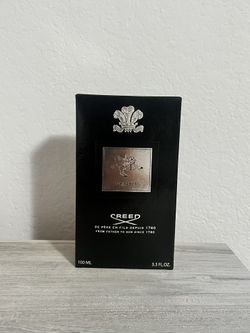 CREED
DE PÈRE EN FILS DEPUIS 1760
FROM FATHER TO SON SINCE 1760
100 ML
3.3 FL.OZ.